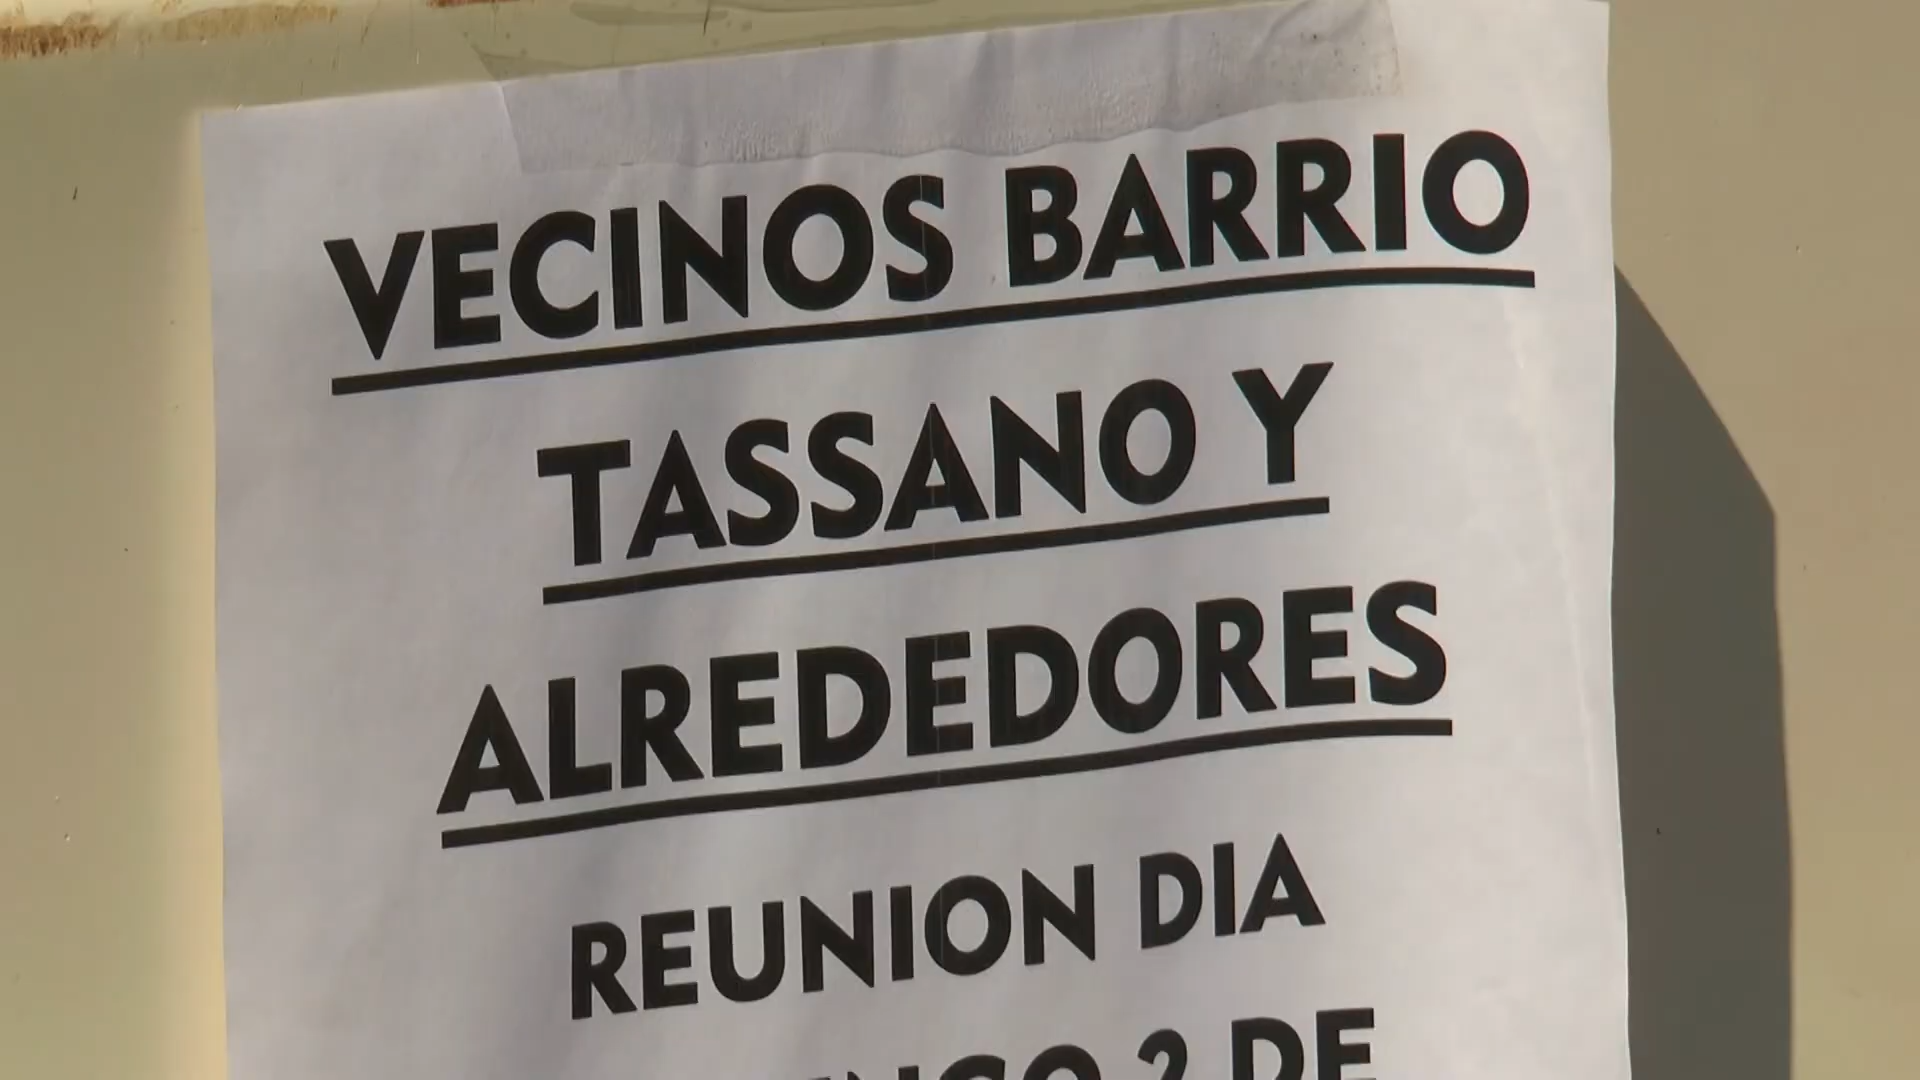 VECINOS BARRIO
TASSANO Y
ALREDEDORES
REUNION DIA
2 DE